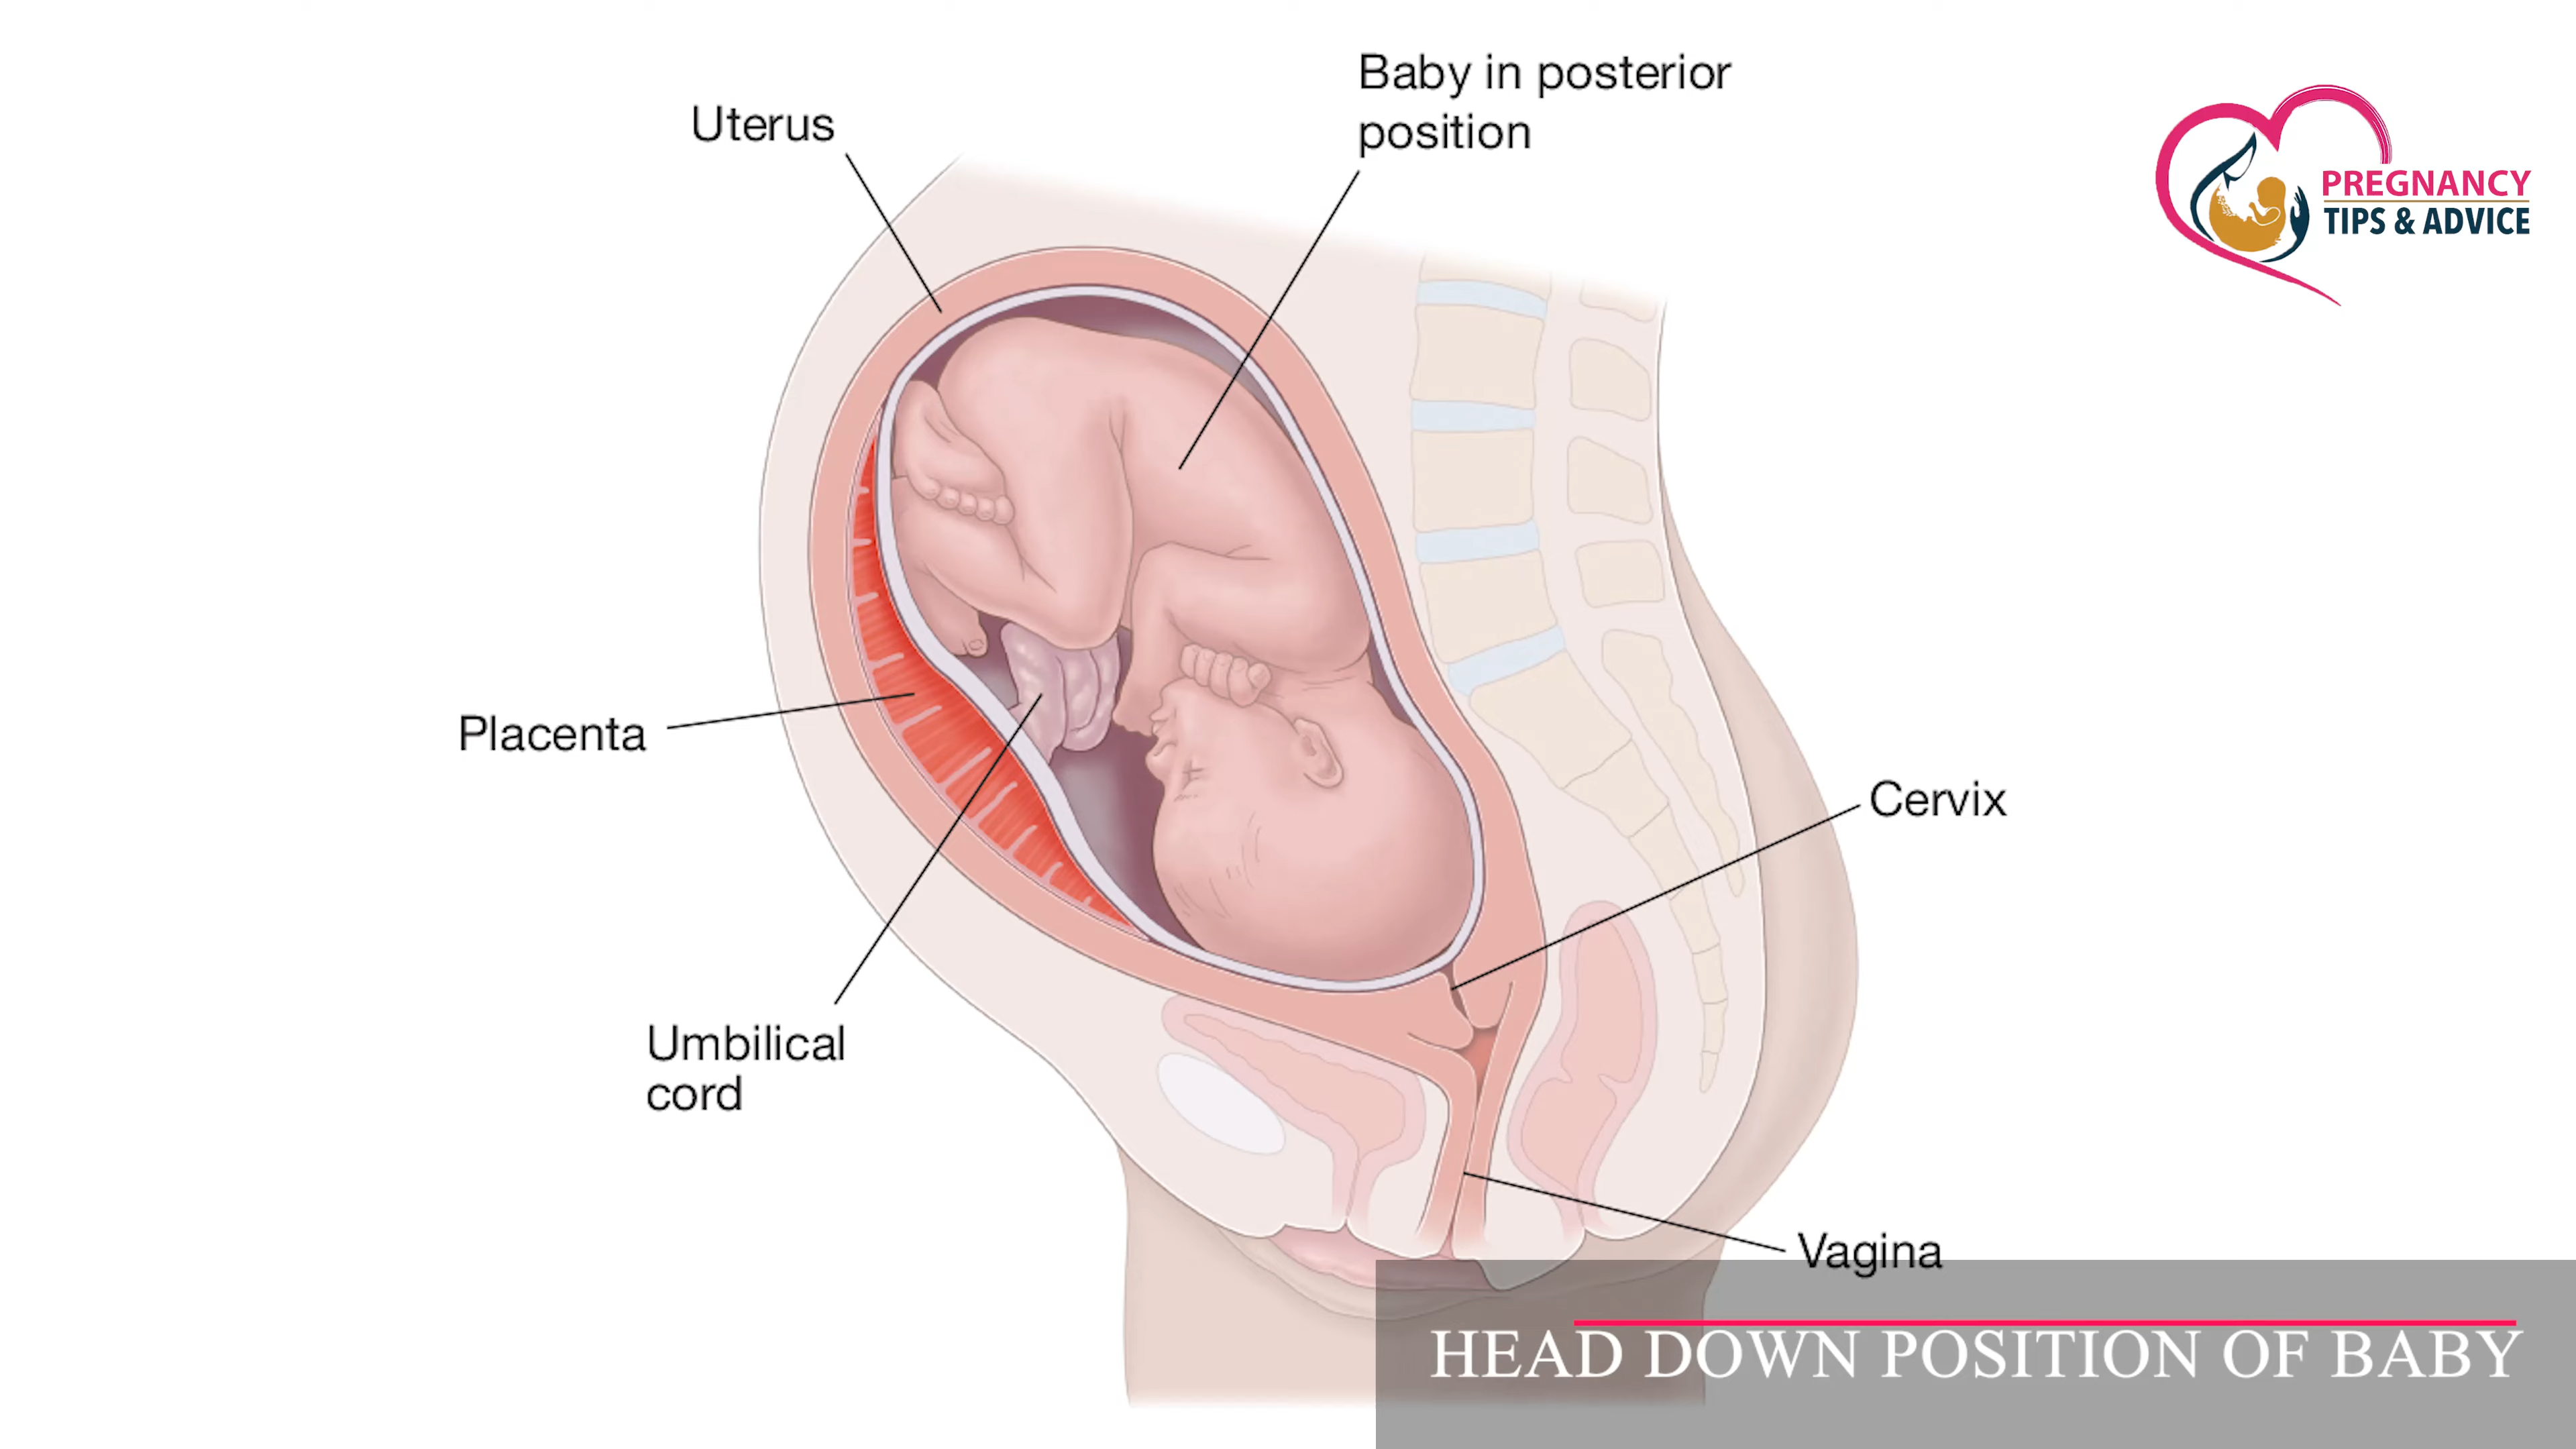 Baby in posterior
position
Uterus
PREGNANCY
TIPS & ADVICE
Placenta
Cervix
Umbilical
cord
Vagina
HEAD DOWN POSITION OF BABY